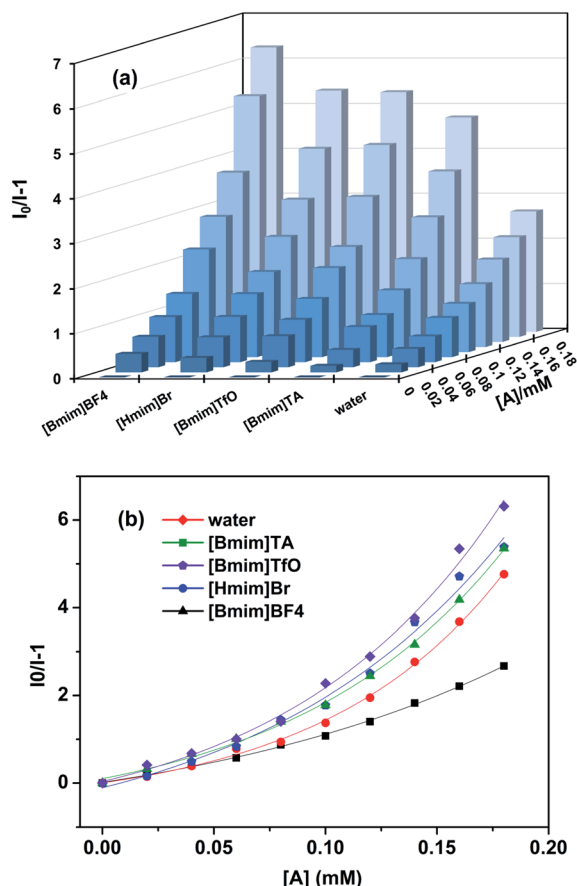 (a)
7
6
5
4
3
2
1
0
I₀/I-1
[Bmim]BF4
[Hmim]Br
[Bmim]TfO
[Bmim]TA
water
0
0.02
0.04
0.06
0.08
0.1
0.12
0.14
0.16
0.18
[A]/mM
(b)
water
[Bmim]TA
[Bmim]TfO
[Hmim]Br
[Bmim]BF4
6
4
2
0
I0/I-1
0.00 0.05 0.10 0.15 0.20
[A] (mM)